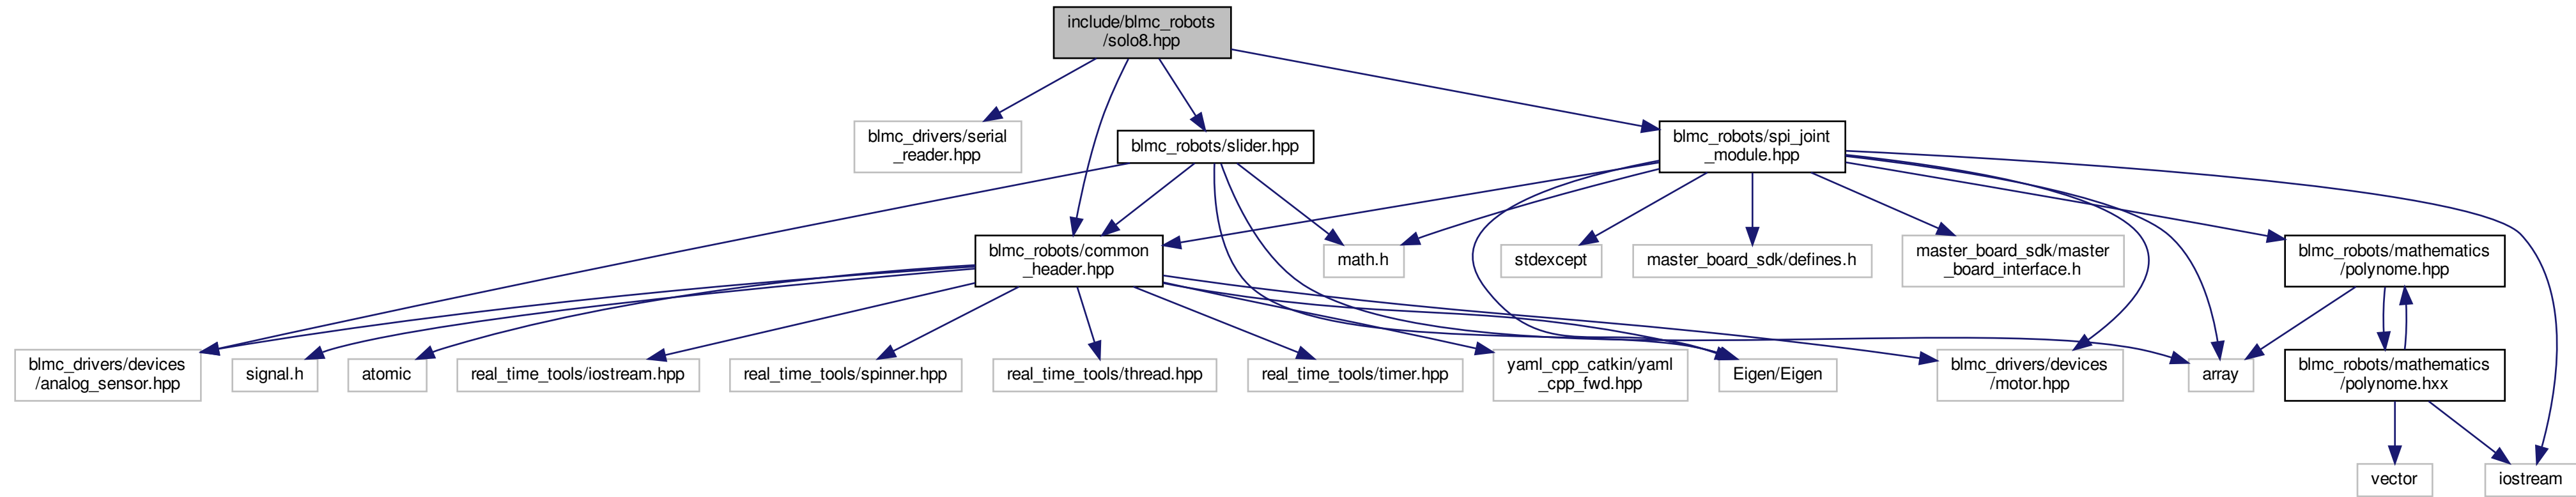 include/blmc_robots
/solo8.hpp
blmc_drivers/serial
_reader.hpp
blmc_robots/slider.hpp
blmc_robots/spi_joint
_module.hpp
blmc_robots/common
_header.hpp
math.h
stdexcept
master_board_sdk/defines.h
master_board_sdk/master
_board_interface.h
blmc_robots/mathematics
/polynome.hpp
blmc_drivers/devices
/analog_sensor.hpp
signal.h
atomic
real_time_tools/iostream.hpp
real_time_tools/spinner.hpp
real_time_tools/thread.hpp
real_time_tools/timer.hpp
yaml_cpp_catkin/yaml
_cpp_fwd.hpp
Eigen/Eigen
blmc_drivers/devices
/motor.hpp
array
blmc_robots/mathematics
/polynome.hxx
vector
iostream